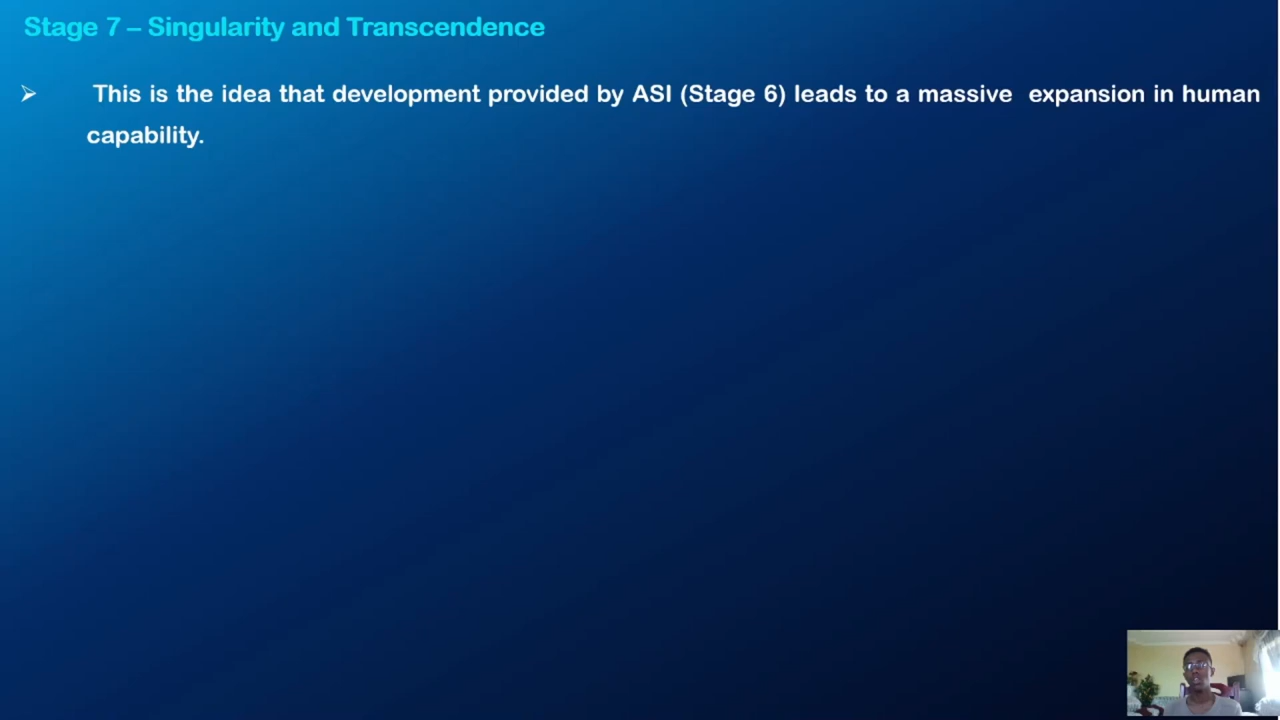 Stage 7 – Singularity and Transcendence
➢ This is the idea that development provided by ASI (Stage 6) leads to a massive expansion in human
capability.